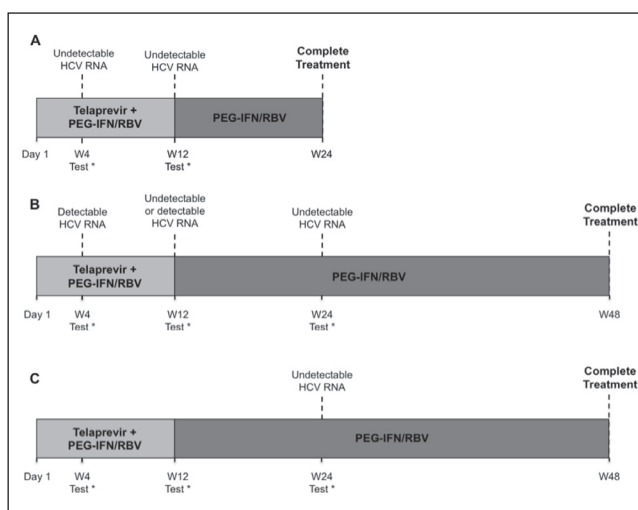 A
Undetectable
HCV RNA
Undetectable
HCV RNA
Complete
Treatment
Telaprevir +
PEG-IFN/RBV
PEG-IFN/RBV
Day 1
W4
Test *
W12
Test *
W24
B
Detectable
HCV RNA
Undetectable
or detectable
HCV RNA
Undetectable
HCV RNA
Complete
Treatment
Telaprevir +
PEG-IFN/RBV
PEG-IFN/RBV
Day 1
W4
Test *
W12
Test *
W24
Test *
W48
C
Undetectable
HCV RNA
Complete
Treatment
Telaprevir +
PEG-IFN/RBV
PEG-IFN/RBV
Day 1
W4
Test *
W12
Test *
W24
Test *
W48